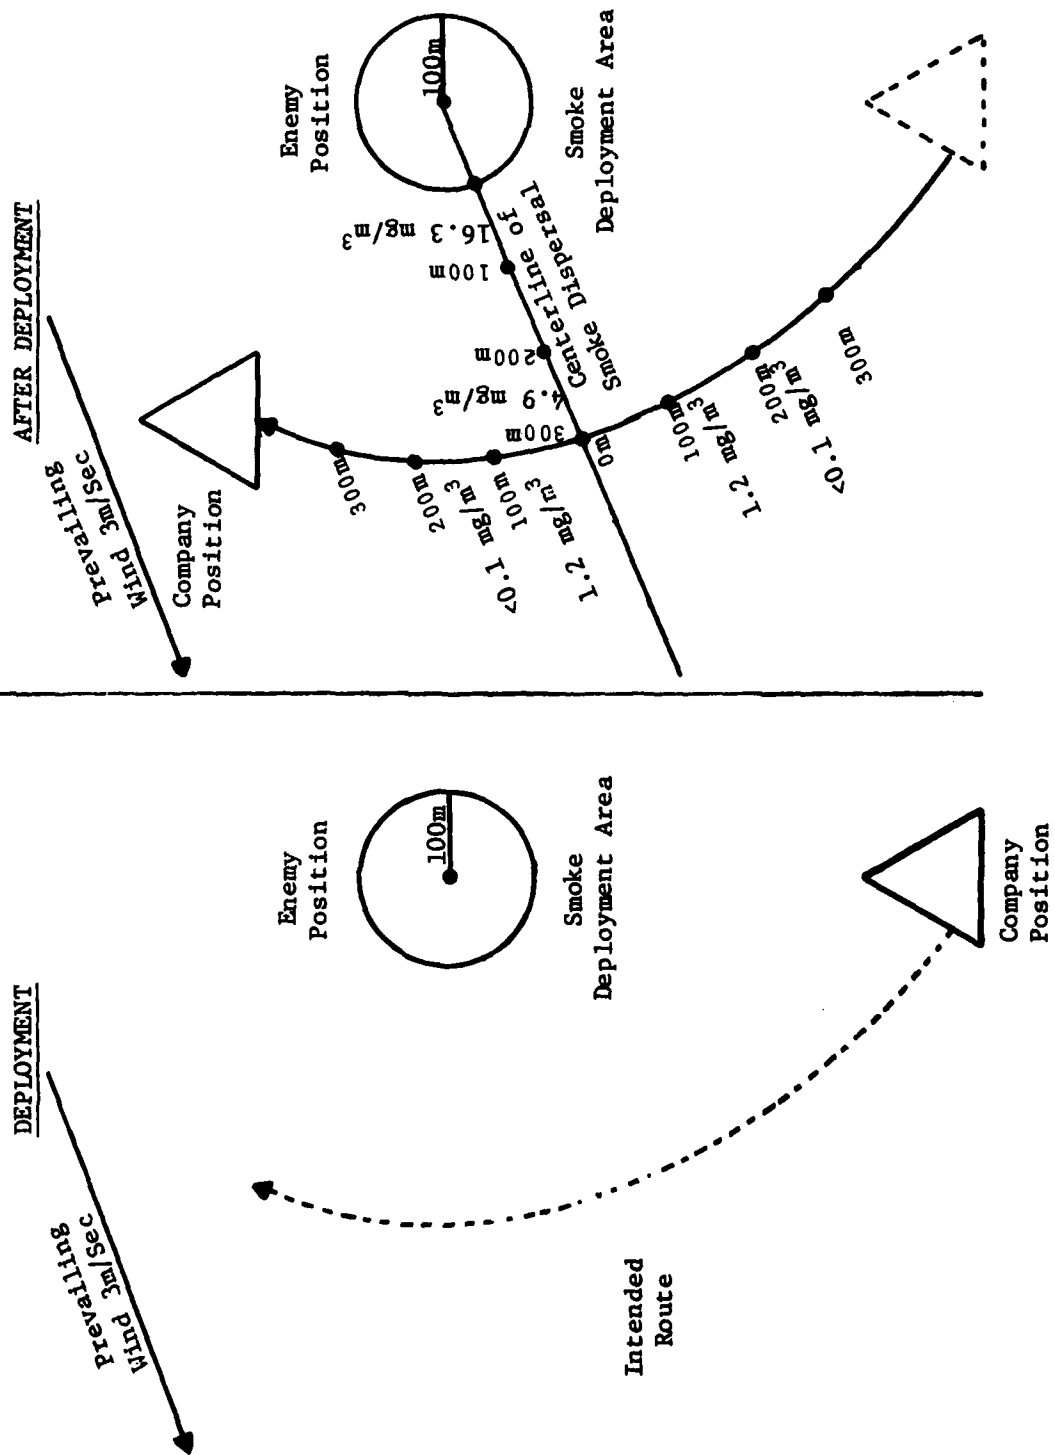 DEPLOYMENT
Prevailing
Wind 3m/Sec
Enemy
Position
100m
Smoke
Deployment Area
Intended
Route
Company
Position
AFTER DEPLOYMENT
Prevailing
Wind 3m/Sec
Company
Position
Enemy
Position
100m
Smoke
Deployment Area
16.3 mg/m³
100m
200m
4.9 mg/m³
300m
Centerline of
Smoke Dispersal
300m
200m
<0.1 mg/m³
100m
1.2 mg/m³
0m
100m
1.2 mg/m³
200m
<0.1 mg/m³
300m